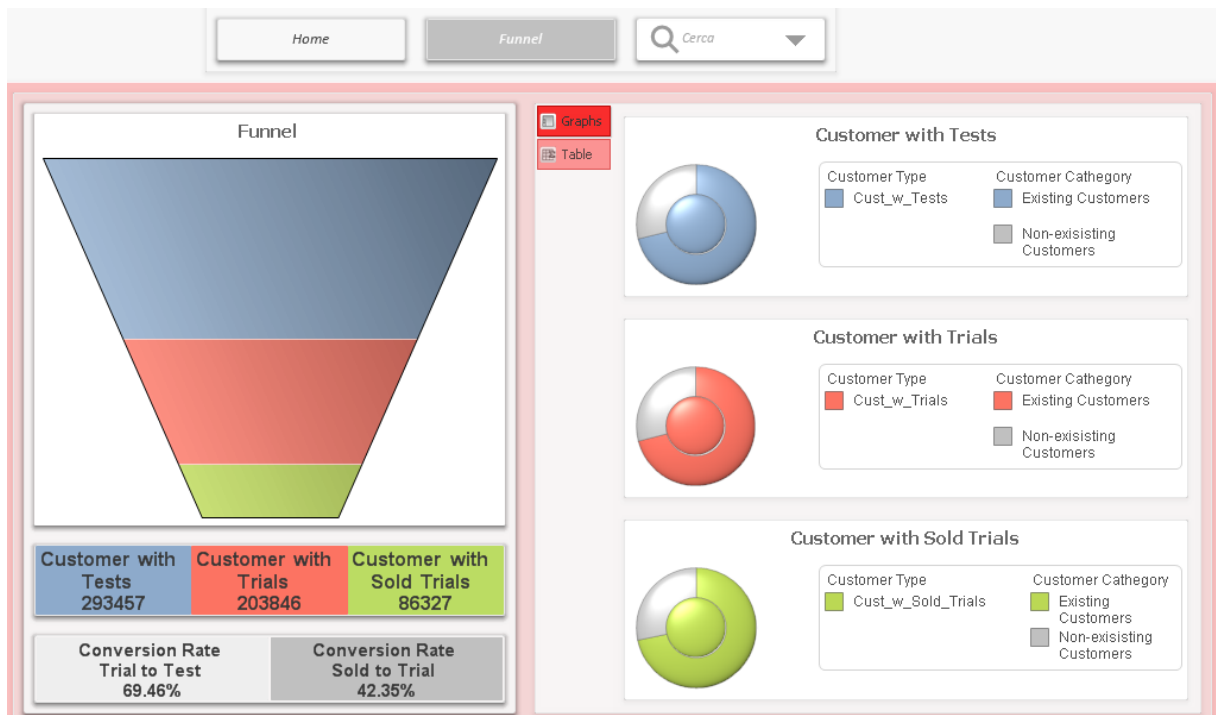 Home
Funnel
Cerca
Funnel
Customer with
Tests
293457
Customer with
Trials
203846
Customer with
Sold Trials
86327
Conversion Rate
Trial to Test
69.46%
Conversion Rate
Sold to Trial
42.35%
Graphs
Table
Customer with Tests
Customer Type
Cust_w_Tests
Customer Cathegory
Existing Customers
Non-exisisting
Customers
Customer with Trials
Customer Type
Cust_w_Trials
Customer Cathegory
Existing Customers
Non-exisisting
Customers
Customer with Sold Trials
Customer Type
Cust_w_Sold_Trials
Customer Cathegory
Existing
Customers
Non-exisisting
Customers